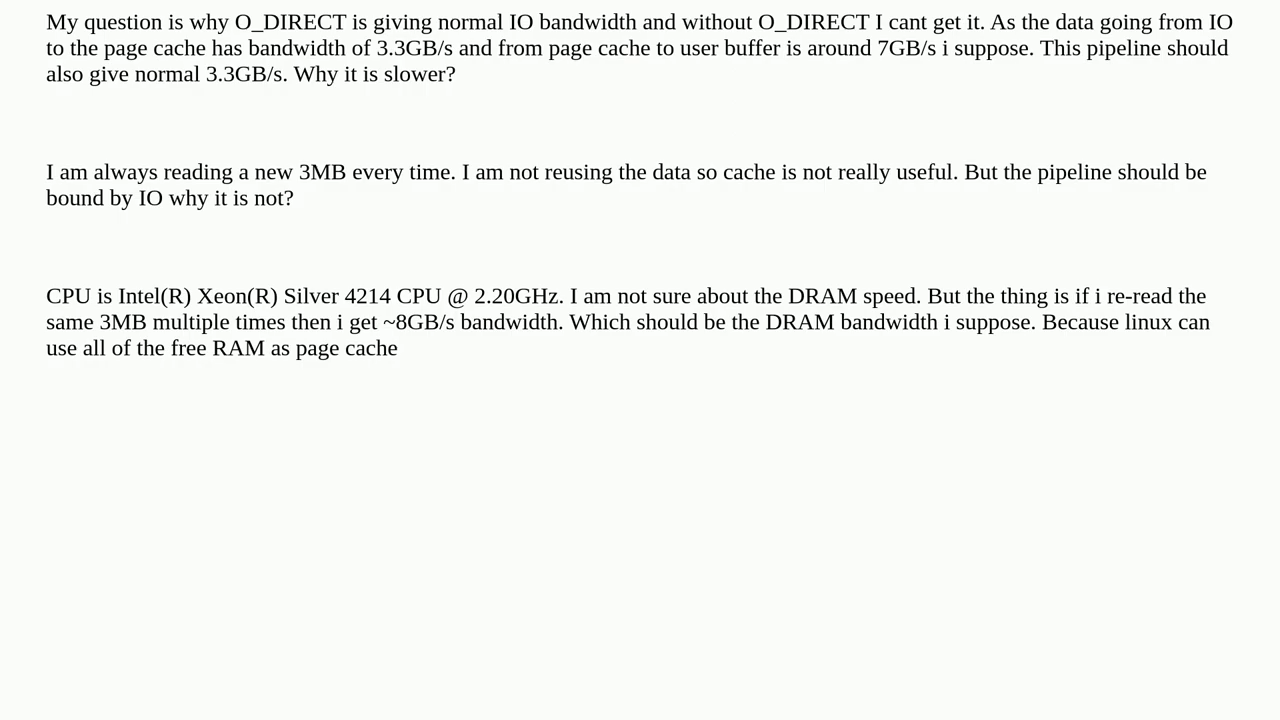 My question is why O_DIRECT is giving normal IO bandwidth and without O_DIRECT I cant get it. As the data going from IO
to the page cache has bandwidth of 3.3GB/s and from page cache to user buffer is around 7GB/s i suppose. This pipeline should
also give normal 3.3GB/s. Why it is slower?
I am always reading a new 3MB every time. I am not reusing the data so cache is not really useful. But the pipeline should be
bound by IO why it is not?
CPU is Intel(R) Xeon(R) Silver 4214 CPU @ 2.20GHz. I am not sure about the DRAM speed. But the thing is if i re-read the
same 3MB multiple times then i get ~8GB/s bandwidth. Which should be the DRAM bandwidth i suppose. Because linux can
use all of the free RAM as page cache